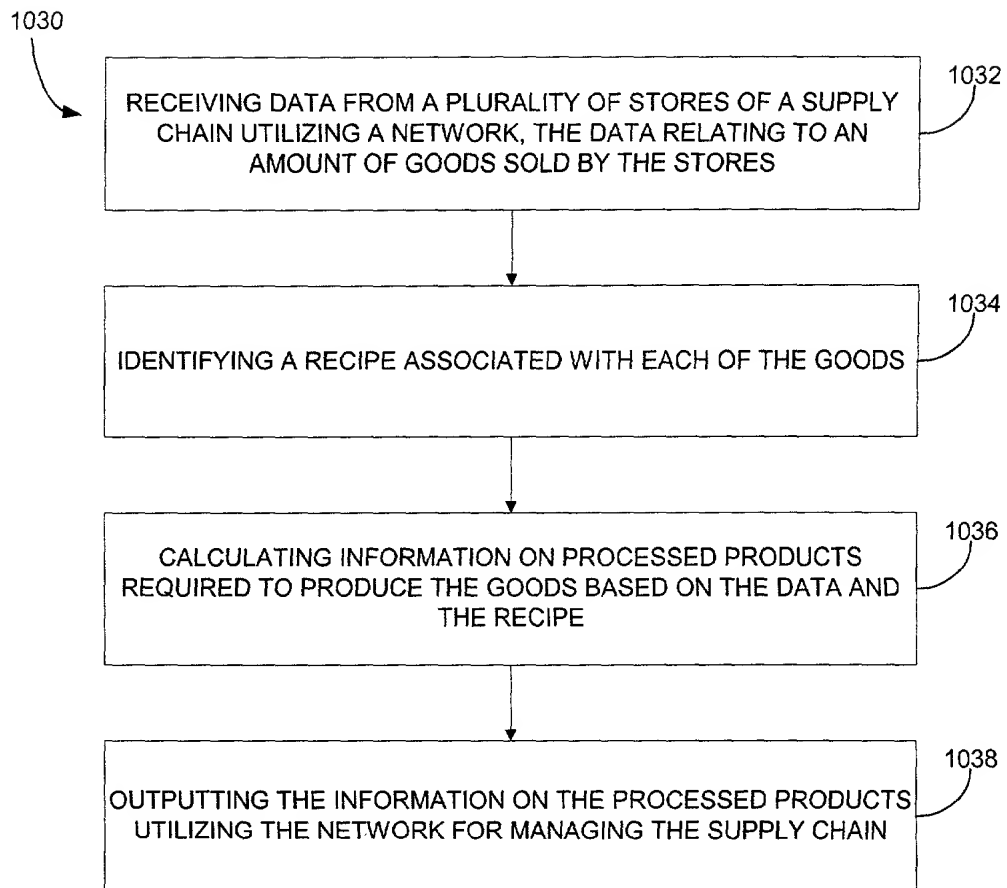 1030
1032
RECEIVING DATA FROM A PLURALITY OF STORES OF A SUPPLY
CHAIN UTILIZING A NETWORK, THE DATA RELATING TO AN
AMOUNT OF GOODS SOLD BY THE STORES
1034
IDENTIFYING A RECIPE ASSOCIATED WITH EACH OF THE GOODS
1036
CALCULATING INFORMATION ON PROCESSED PRODUCTS
REQUIRED TO PRODUCE THE GOODS BASED ON THE DATA AND
THE RECIPE
1038
OUTPUTTING THE INFORMATION ON THE PROCESSED PRODUCTS
UTILIZING THE NETWORK FOR MANAGING THE SUPPLY CHAIN